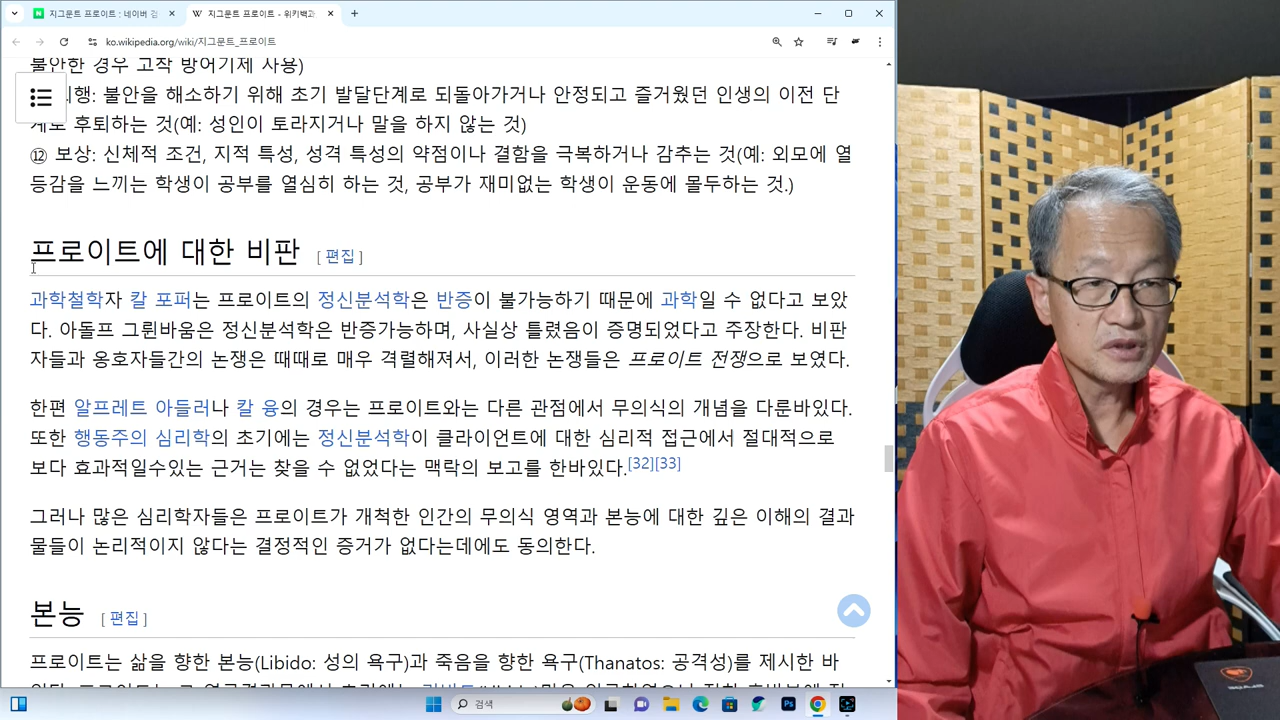 지그문트 프로이트 : 네이버 검
지그문트 프로이트 - 위키백과
ko.wikipedia.org/wiki/지그문트_프로이트
불안한 경우 고착 방어기제 사용)
행: 불안을 해소하기 위해 초기 발달단계로 되돌아가거나 안정되고 즐거웠던 인생의 이전 단
계로 후퇴하는 것(예: 성인이 토라지거나 말을 하지 않는 것)
⑫ 보상: 신체적 조건, 지적 특성, 성격 특성의 약점이나 결함을 극복하거나 감추는 것(예: 외모에 열
등감을 느끼는 학생이 공부를 열심히 하는 것, 공부가 재미없는 학생이 운동에 몰두하는 것.)
프로이트에 대한 비판 [ 편집 ]
과학철학자 칼 포퍼는 프로이트의 정신분석학은 반증이 불가능하기 때문에 과학일 수 없다고 보았
다. 아돌프 그륀바움은 정신분석학은 반증가능하며, 사실상 틀렸음이 증명되었다고 주장한다. 비판
자들과 옹호자들간의 논쟁은 때때로 매우 격렬해져서, 이러한 논쟁들은 프로이트 전쟁으로 보였다.
한편 알프레트 아들러나 칼 융의 경우는 프로이트와는 다른 관점에서 무의식의 개념을 다룬바있다.
또한 행동주의 심리학의 초기에는 정신분석학이 클라이언트에 대한 심리적 접근에서 절대적으로
보다 효과적일수있는 근거는 찾을 수 없었다는 맥락의 보고를 한바있다.[32][33]
그러나 많은 심리학자들은 프로이트가 개척한 인간의 무의식 영역과 본능에 대한 깊은 이해의 결과
물들이 논리적이지 않다는 결정적인 증거가 없다는데에도 동의한다.
본능 [ 편집 ]
프로이트는 삶을 향한 본능(Libido: 성의 욕구)과 죽음을 향한 욕구(Thanatos: 공격성)를 제시한 바
검색